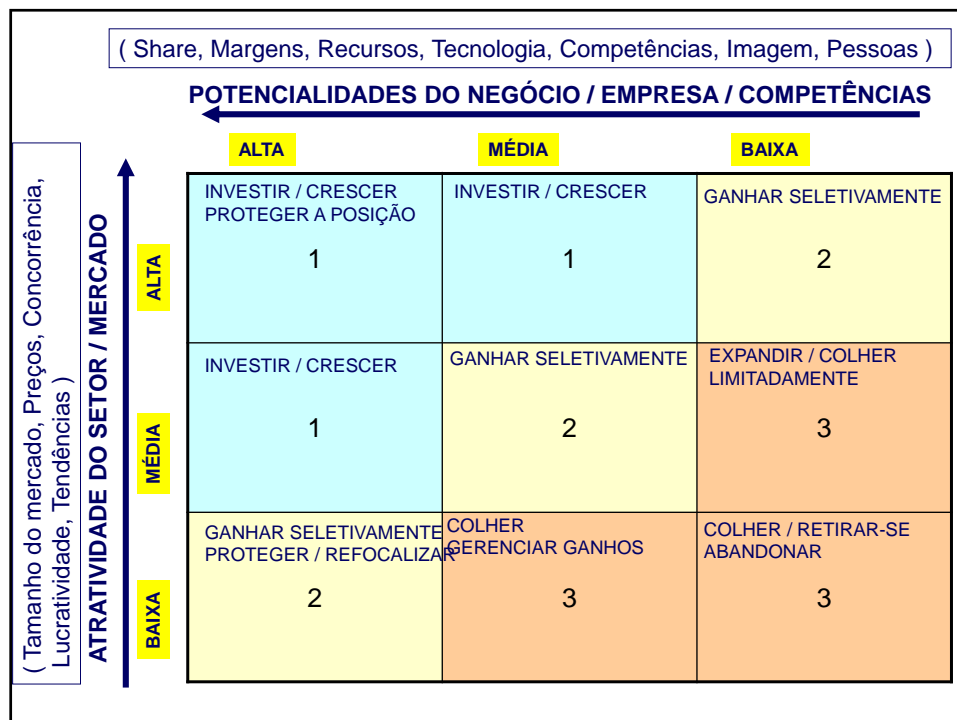 ( Share, Margens, Recursos, Tecnologia, Competências, Imagem, Pessoas )
POTENCIALIDADES DO NEGÓCIO / EMPRESA / COMPETÊNCIAS
ALTA
MÉDIA
BAIXA
( Tamanho do mercado, Preços, Concorrência,
Lucratividade, Tendências )
ATRATIVIDADE DO SETOR / MERCADO
ALTA
INVESTIR / CRESCER
PROTEGER A POSIÇÃO
1
INVESTIR / CRESCER
1
GANHAR SELETIVAMENTE
2
MÉDIA
INVESTIR / CRESCER
1
GANHAR SELETIVAMENTE
2
EXPANDIR / COLHER
LIMITADAMENTE
3
BAIXA
GANHAR SELETIVAMENTE
PROTEGER / REFOCALIZAR
2
COLHER
GERENCIAR GANHOS
3
COLHER / RETIRAR-SE
ABANDONAR
3